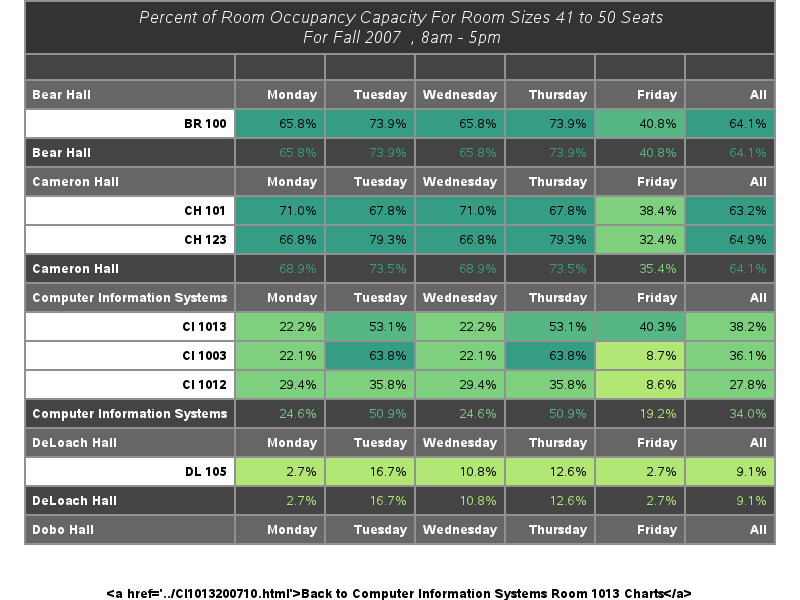 Percent of Room Occupancy Capacity For Room Sizes 41 to 50 Seats
For Fall 2007 , 8am - 5pm
Bear Hall Monday Tuesday Wednesday Thursday Friday All
BR 100 65.8% 73.9% 65.8% 73.9% 40.8% 64.1%
Bear Hall 65.8% 73.9% 65.8% 73.9% 40.8% 64.1%
Cameron Hall Monday Tuesday Wednesday Thursday Friday All
CH 101 71.0% 67.8% 71.0% 67.8% 38.4% 63.2%
CH 123 66.8% 79.3% 66.8% 79.3% 32.4% 64.9%
Cameron Hall 68.9% 73.5% 68.9% 73.5% 35.4% 64.1%
Computer Information Systems Monday Tuesday Wednesday Thursday Friday All
CI 1013 22.2% 53.1% 22.2% 53.1% 40.3% 38.2%
CI 1003 22.1% 63.8% 22.1% 63.8% 8.7% 36.1%
CI 1012 29.4% 35.8% 29.4% 35.8% 8.6% 27.8%
Computer Information Systems 24.6% 50.9% 24.6% 50.9% 19.2% 34.0%
DeLoach Hall Monday Tuesday Wednesday Thursday Friday All
DL 105 2.7% 16.7% 10.8% 12.6% 2.7% 9.1%
DeLoach Hall 2.7% 16.7% 10.8% 12.6% 2.7% 9.1%
Dobo Hall Monday Tuesday Wednesday Thursday Friday All
&lt;a href='../CI1013200710.html'&gt;Back to Computer Information Systems Room 1013 Charts&lt;/a&gt;